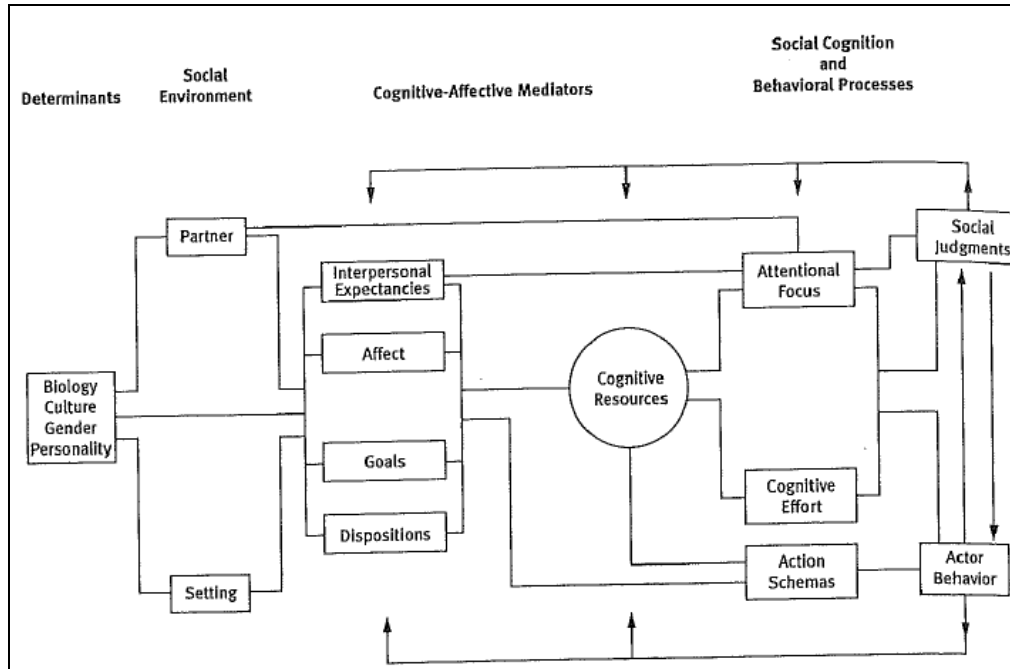 Determinants
Social
Environment
Cognitive-Affective Mediators
Social Cognition
and
Behavioral Processes
Partner
Interpersonal
Expectancies
Affect
Biology
Culture
Gender
Personality
Goals
Dispositions
Setting
Cognitive
Resources
Attentional
Focus
Cognitive
Effort
Action
Schemas
Social
Judgments
Actor
Behavior